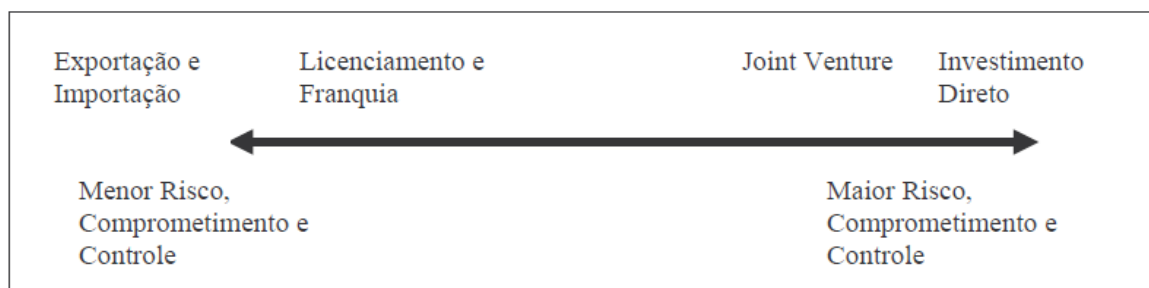 Exportação e
Importação
Licenciamento e
Franquia
Joint Venture
Investimento
Direto
Menor Risco,
Comprometimento e
Controle
Maior Risco,
Comprometimento e
Controle